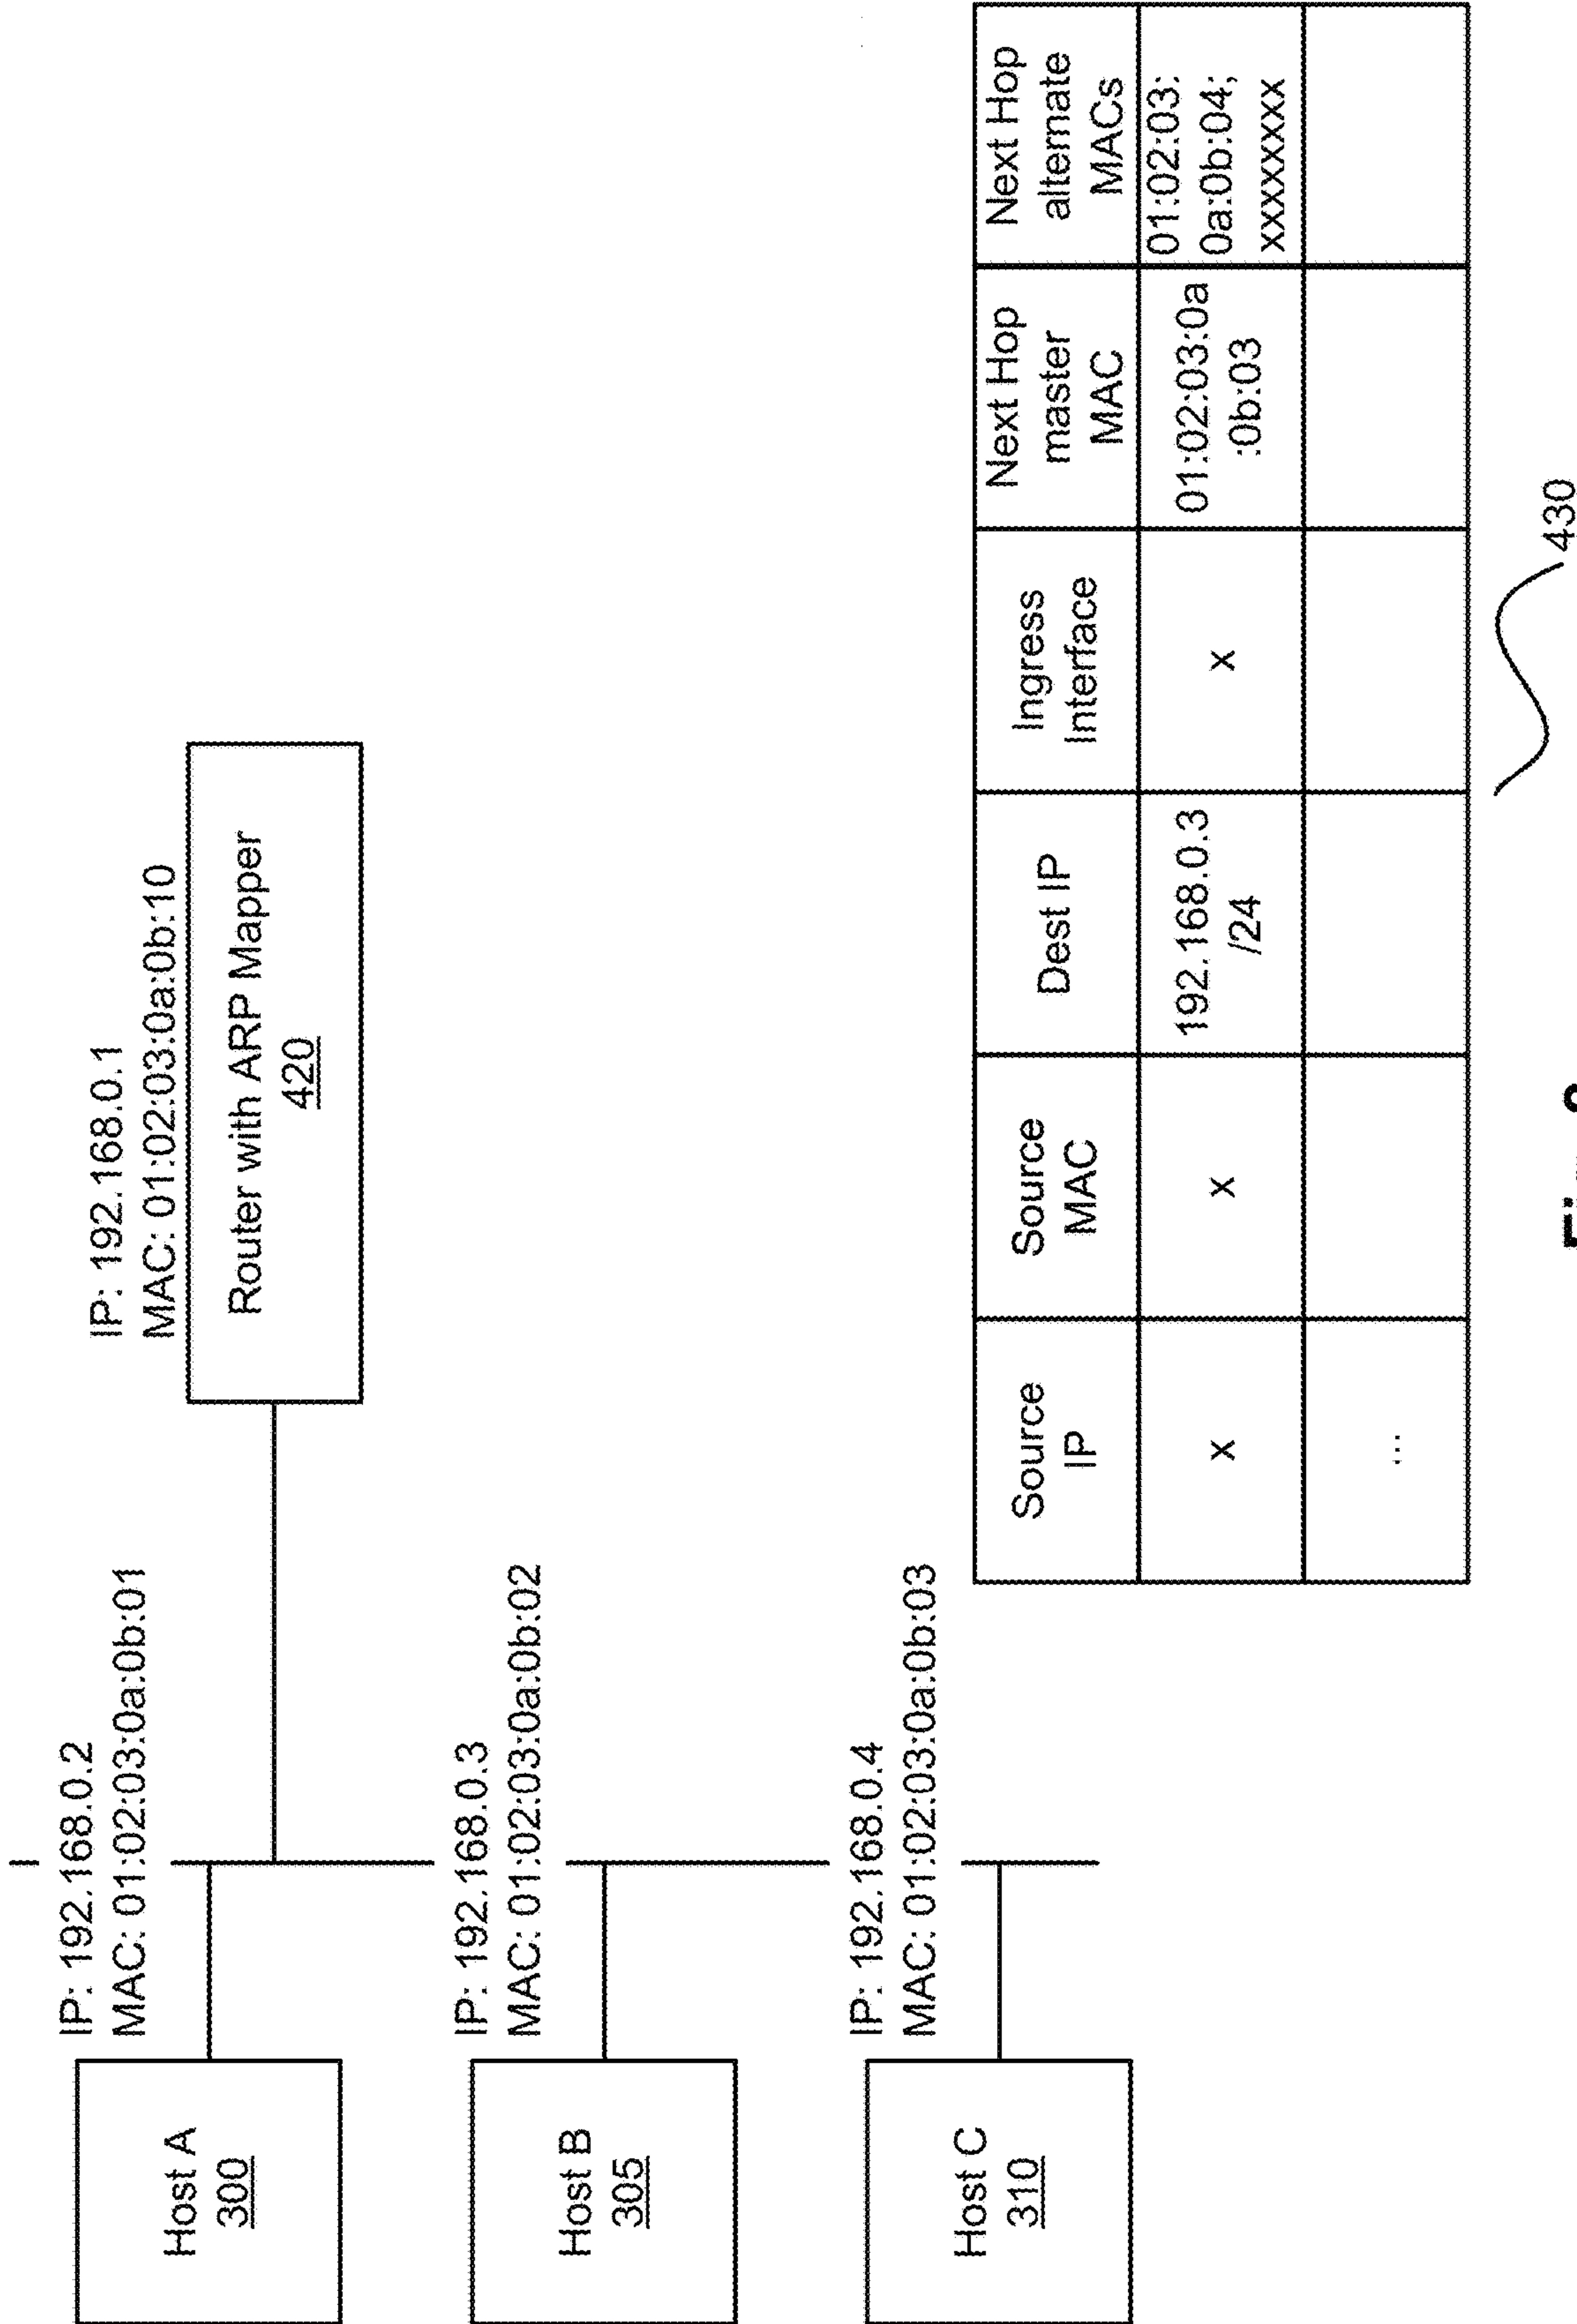 IP: 192.168.0.2
MAC: 01:02:03:0a:0b:01
Host A
300
IP: 192.168.0.1
MAC: 01:02:03:0a:0b:10
Router with ARP Mapper
420
IP: 192.168.0.3
MAC: 01:02:03:0a:0b:02
Host B
305
IP: 192.168.0.4
MAC: 01:02:03:0a:0b:03
Host C
310
Source
IP
Source
MAC
Dest IP
Ingress
Interface
Next Hop
master
MAC
Next Hop
alternate
MACs
x
x
192.168.0.3
/24
x
01:02:03:0a
:0b:03
01:02:03:
0a:0b:04;
xxxxxxxx
...
430